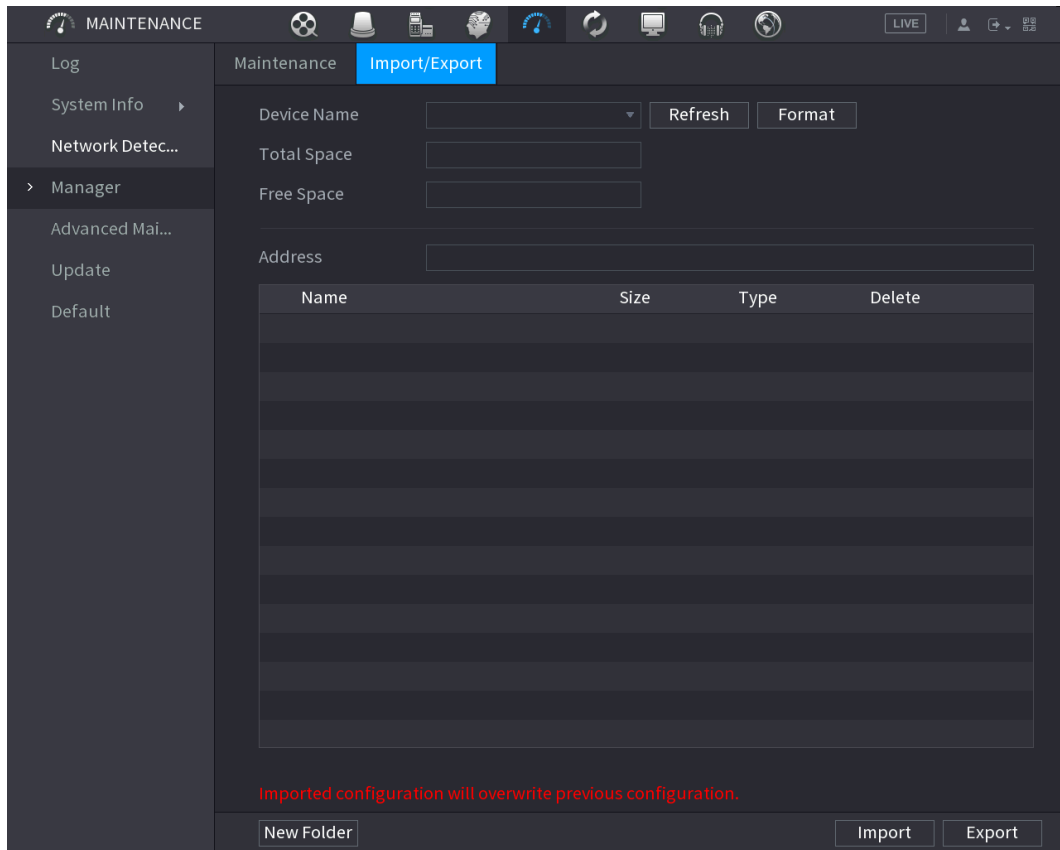 MAINTENANCE
LIVE
Log
System Info
Network Detec...
Manager
Advanced Mai...
Update
Default
Maintenance
Import/Export
Device Name
Refresh
Format
Total Space
Free Space
Address
Name Size Type Delete
Imported configuration will overwrite previous configuration.
New Folder
Import
Export